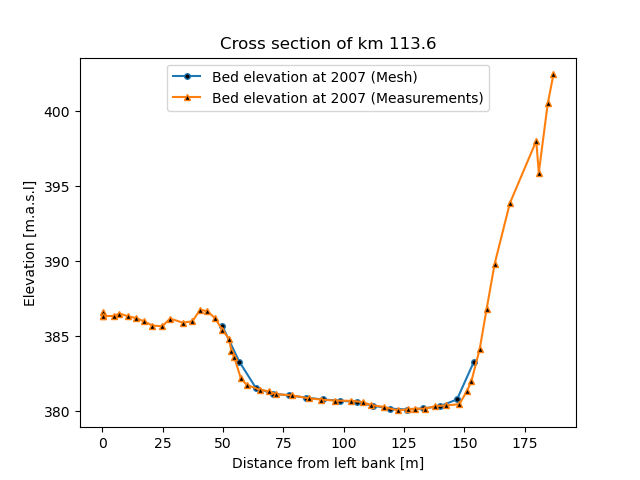 Cross section of km 113.6
Bed elevation at 2007 (Mesh)
Bed elevation at 2007 (Measurements)
Elevation [m.a.s.l]
400
395
390
385
380
0 25 50 75 100 125 150 175
Distance from left bank [m]